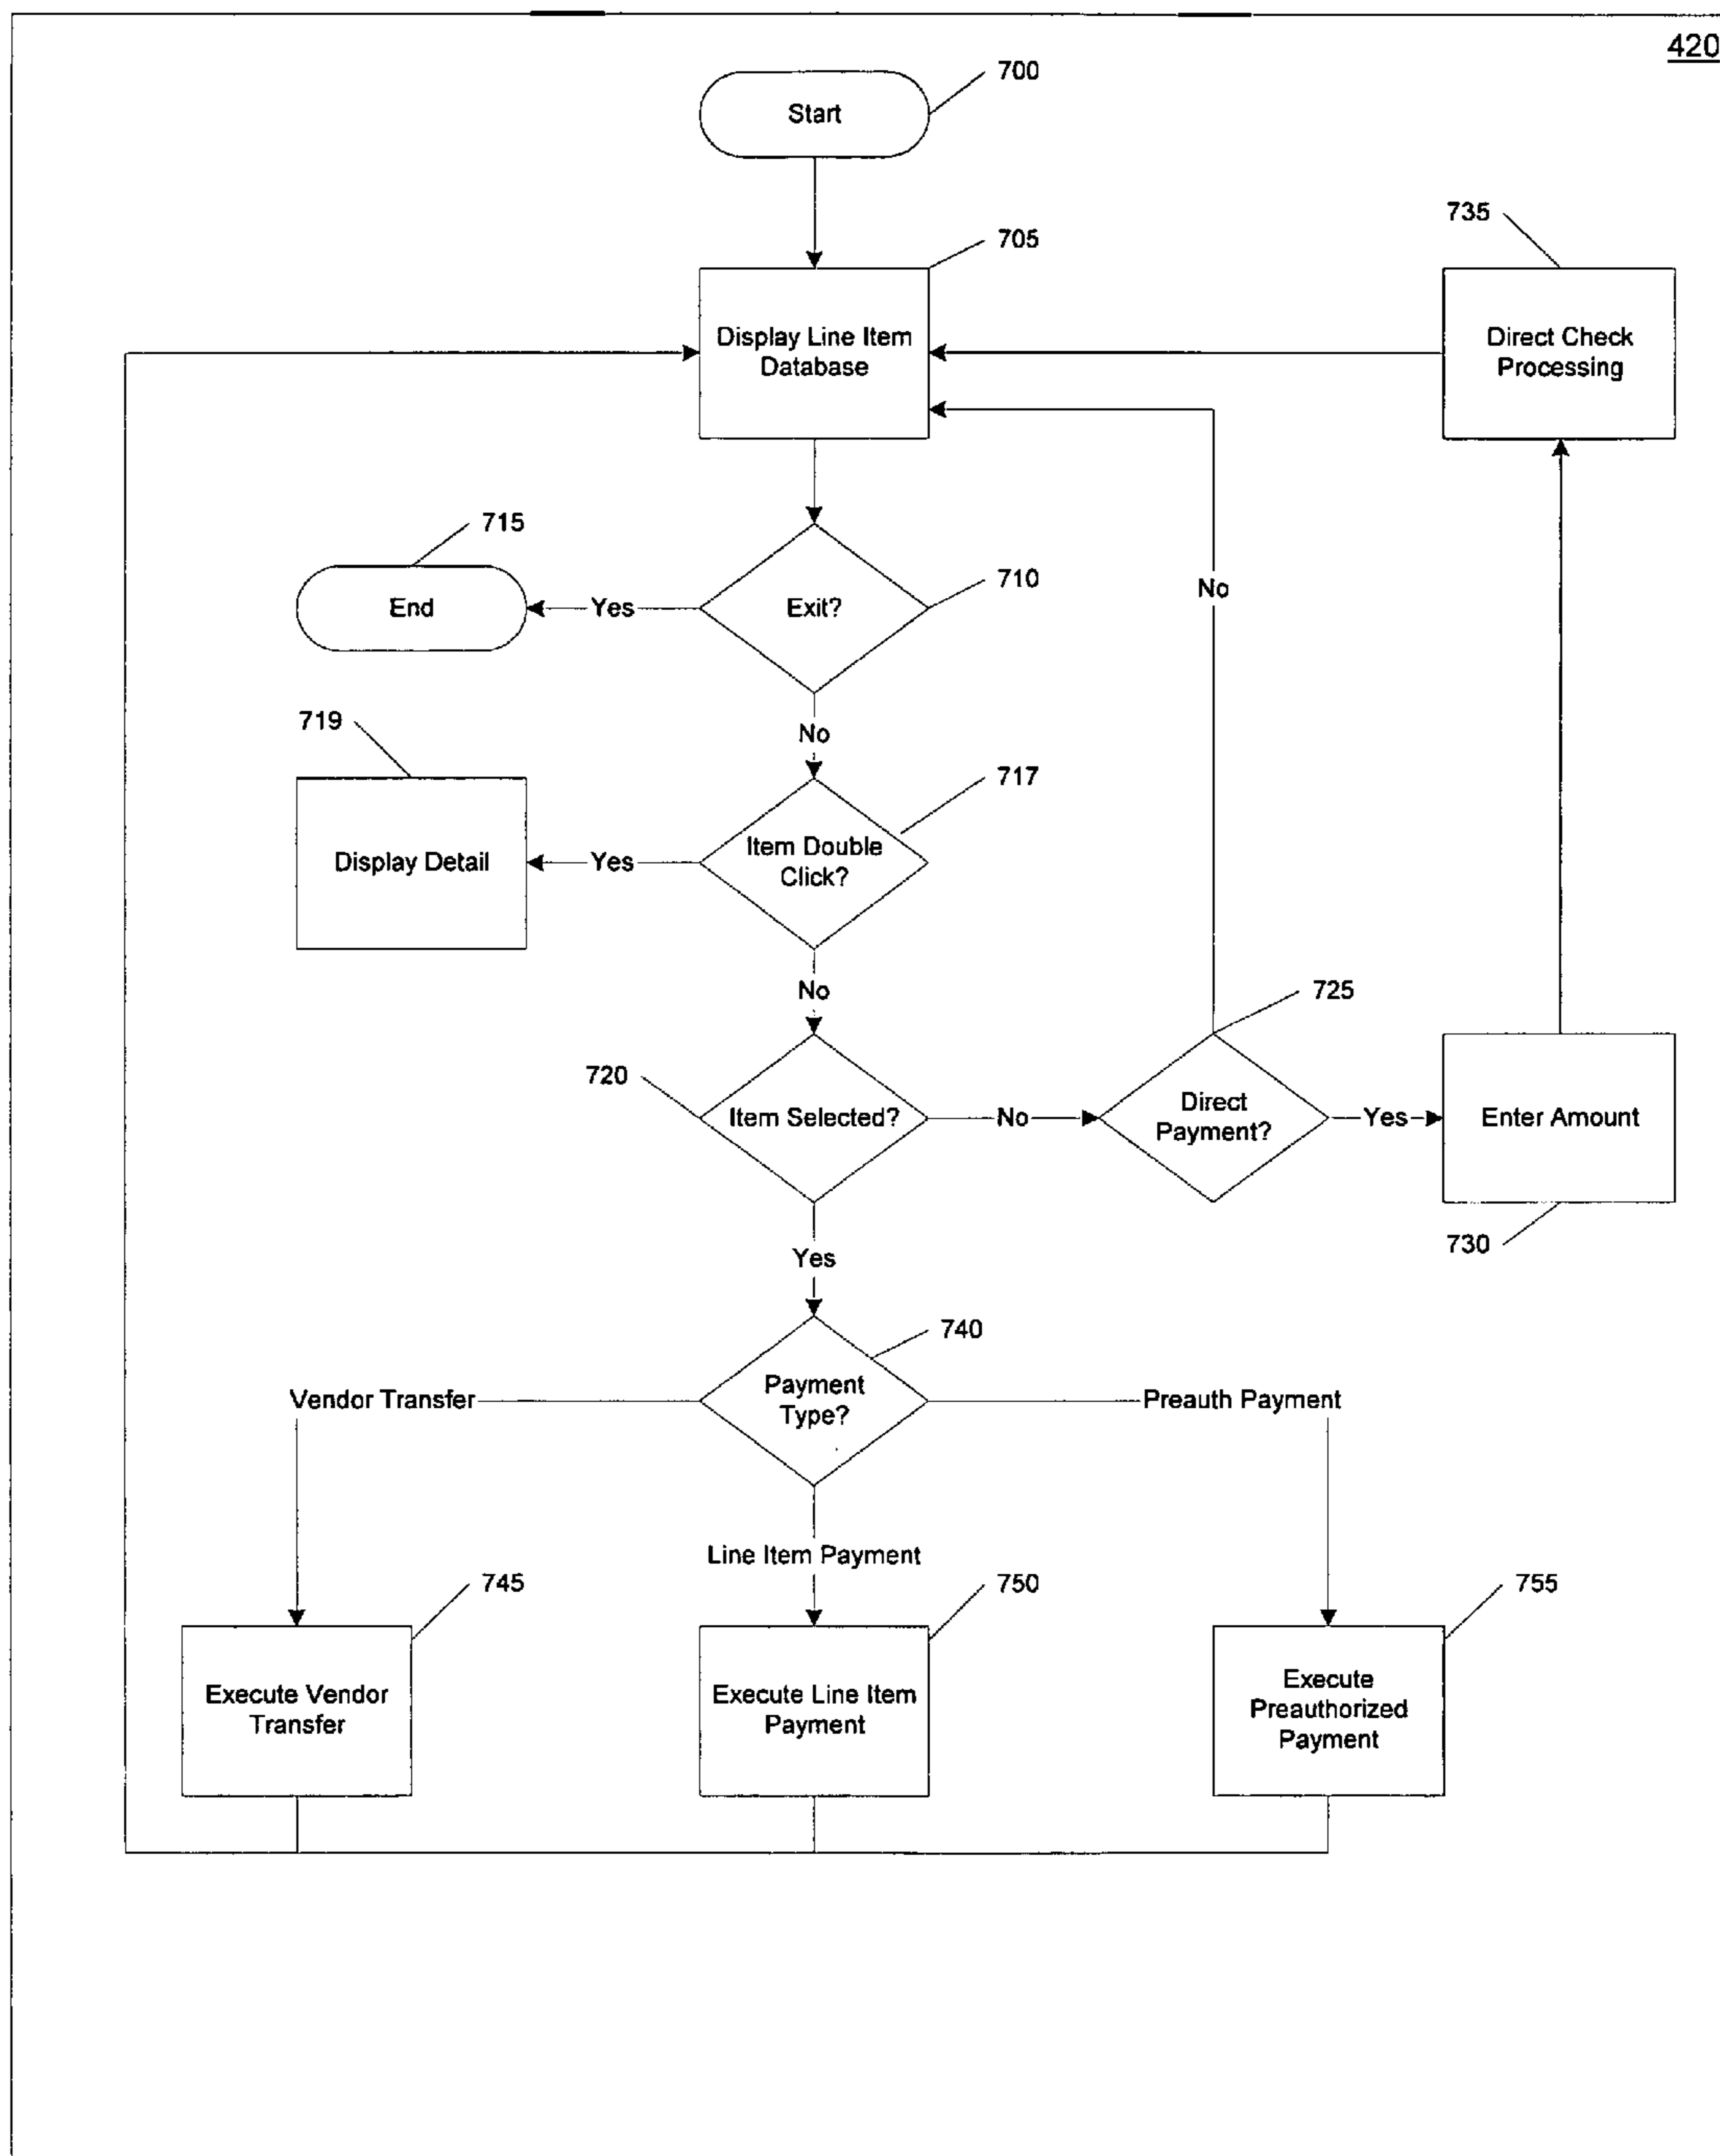 420
700
Start
705
735
Display Line Item
Database
Direct Check
Processing
715
710
End
Yes
Exit?
No
No
719
717
Display Detail
Yes
Item Double
Click?
No
725
720
Item Selected?
No
Direct
Payment?
Yes
Enter Amount
730
Yes
740
Vendor Transfer
Payment
Type?
Preauth Payment
Line Item Payment
745
750
755
Execute Vendor
Transfer
Execute Line Item
Payment
Execute
Preauthorized
Payment